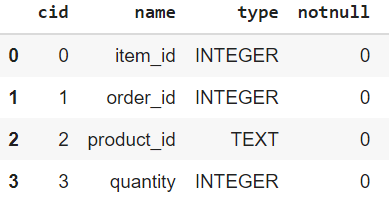 cid name type notnull
0 0 item_id INTEGER 0
1 1 order_id INTEGER 0
2 2 product_id TEXT 0
3 3 quantity INTEGER 0